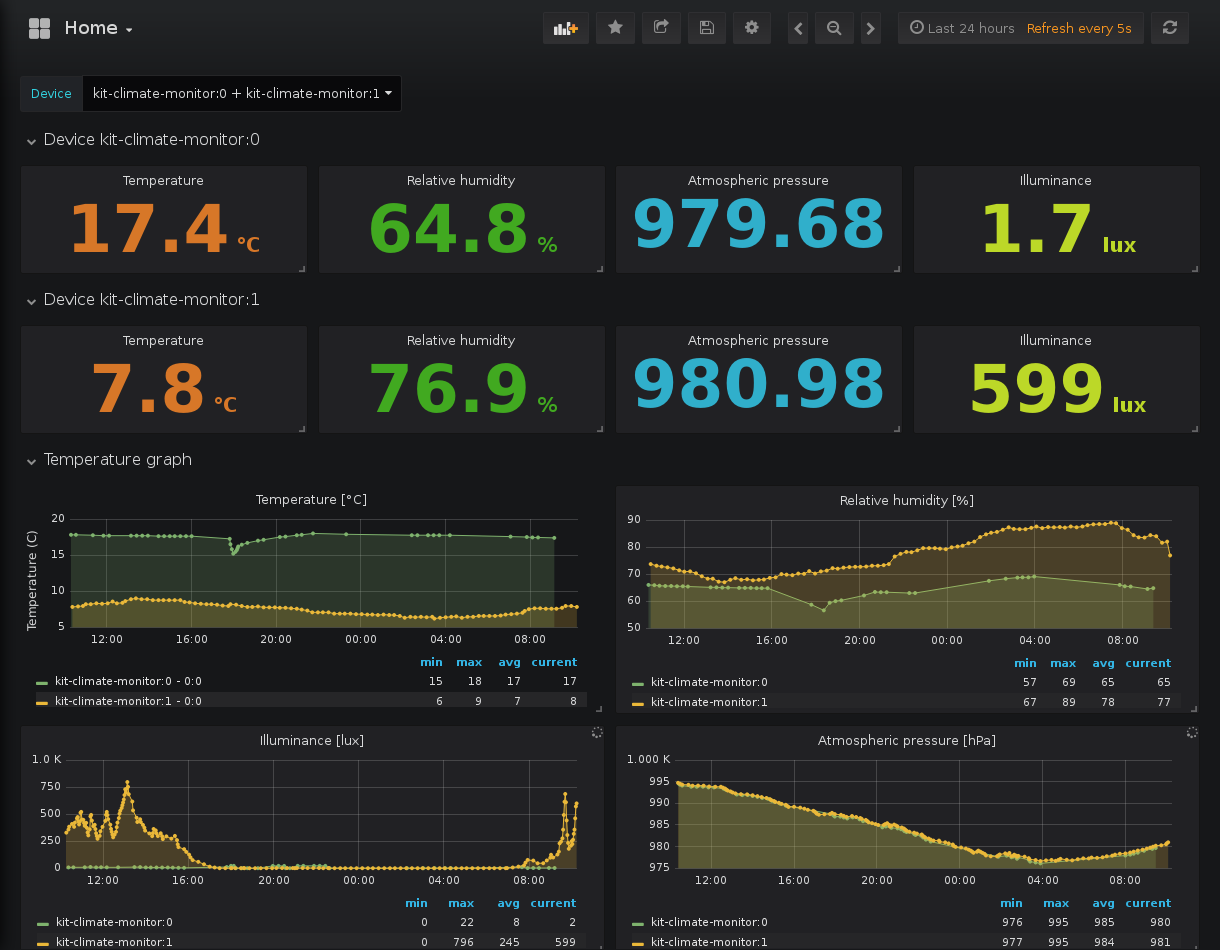 Home
Last 24 hours Refresh every 5s
Device kit-climate-monitor:0 + kit-climate-monitor:1
Device kit-climate-monitor:0
Temperature Relative humidity Atmospheric pressure Illuminance
17.4 °C 64.8 % 979.68 1.7 lux
Device kit-climate-monitor:1
Temperature Relative humidity Atmospheric pressure Illuminance
7.8 °C 76.9 % 980.98 599 lux
Temperature graph
Temperature [°C]
Temperature (C)
20
15
10
5
12:00 16:00 20:00 00:00 04:00 08:00
min max avg current
kit-climate-monitor:0 - 0:0 15 18 17 17
kit-climate-monitor:1 - 0:0 6 9 7 8
Relative humidity [%]
90
80
70
60
50
12:00 16:00 20:00 00:00 04:00 08:00
min max avg current
kit-climate-monitor:0 57 69 65 65
kit-climate-monitor:1 67 89 78 77
Illuminance [lux]
1.0 K
750
500
250
0
12:00 16:00 20:00 00:00 04:00 08:00
min max avg current
kit-climate-monitor:0 0 22 8 2
kit-climate-monitor:1 0 796 245 599
Atmospheric pressure [hPa]
1.000 K
995
990
985
980
975
12:00 16:00 20:00 00:00 04:00 08:00
min max avg current
kit-climate-monitor:0 976 995 985 980
kit-climate-monitor:1 977 995 984 981